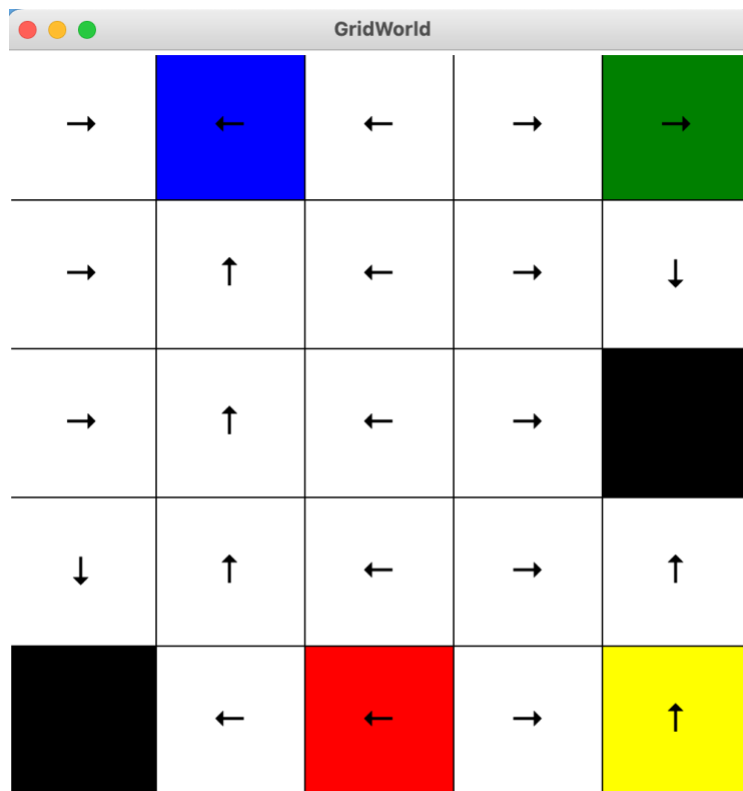 GridWorld
→ ← ← → →
→ ↑ ← → ↓
→ ↑ ← →
↓ ↑ ← → ↑
← ← → ↑